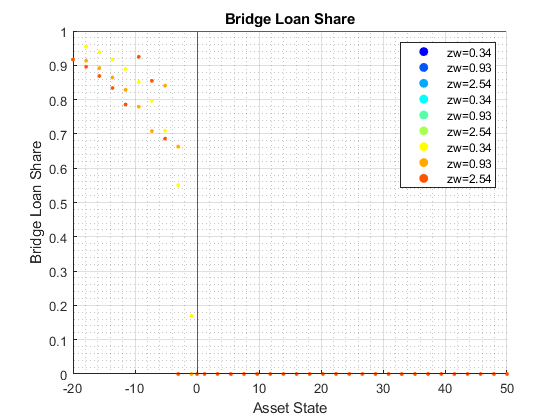 Bridge Loan Share
1
0.9
0.8
0.7
0.6
0.5
0.4
0.3
0.2
0.1
0
Bridge Loan Share
zw=0.34
zw=0.93
zw=2.54
zw=0.34
zw=0.93
zw=2.54
zw=0.34
zw=0.93
zw=2.54
-20 -10 0 10 20 30 40 50
Asset State